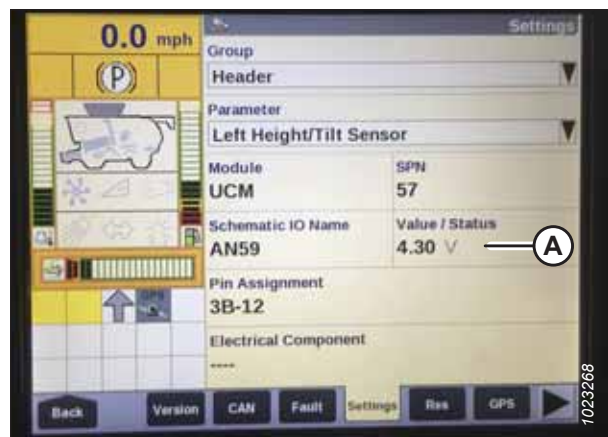 0.0 mph
Settings
Group
(P)
Header
Parameter
Left Height/Tilt Sensor
Module
SPN
UCM
57
Schematic IO Name
Value / Status
AN59
4.30 V
A
Pin Assignment
3B-12
Electrical Component
----
Back
Version
CAN
Fault
Settings
Res
GPS
1023268